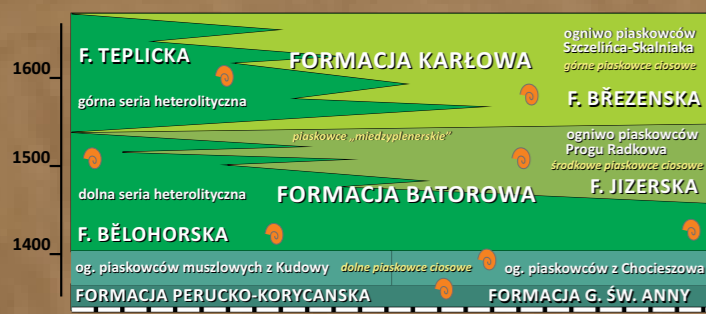 ogniwo piaskowców
F. TEPLICKA
FORMACJA KARŁOWA
Szczelińca-Skalniaka
górne piaskowce ciosowe
1600
górna seria heterolityczna
F. BŘEZENSKA
piaskowce „miedzyplenerskie”
ogniwo piaskowców
Progu Radkowa
1500
środkowe piaskowce ciosowe
dolna seria heterolityczna
FORMACJA BATOROWA
F. JIZERSKA
F. BĚLOHORSKA
1400
og. piaskowców muszlowych z Kudowy
dolne piaskowce ciosowe
og. piaskowców z Chocieszowa
FORMACJA PERUCKO-KORYCANSKA
FORMACJA G. ŚW. ANNY